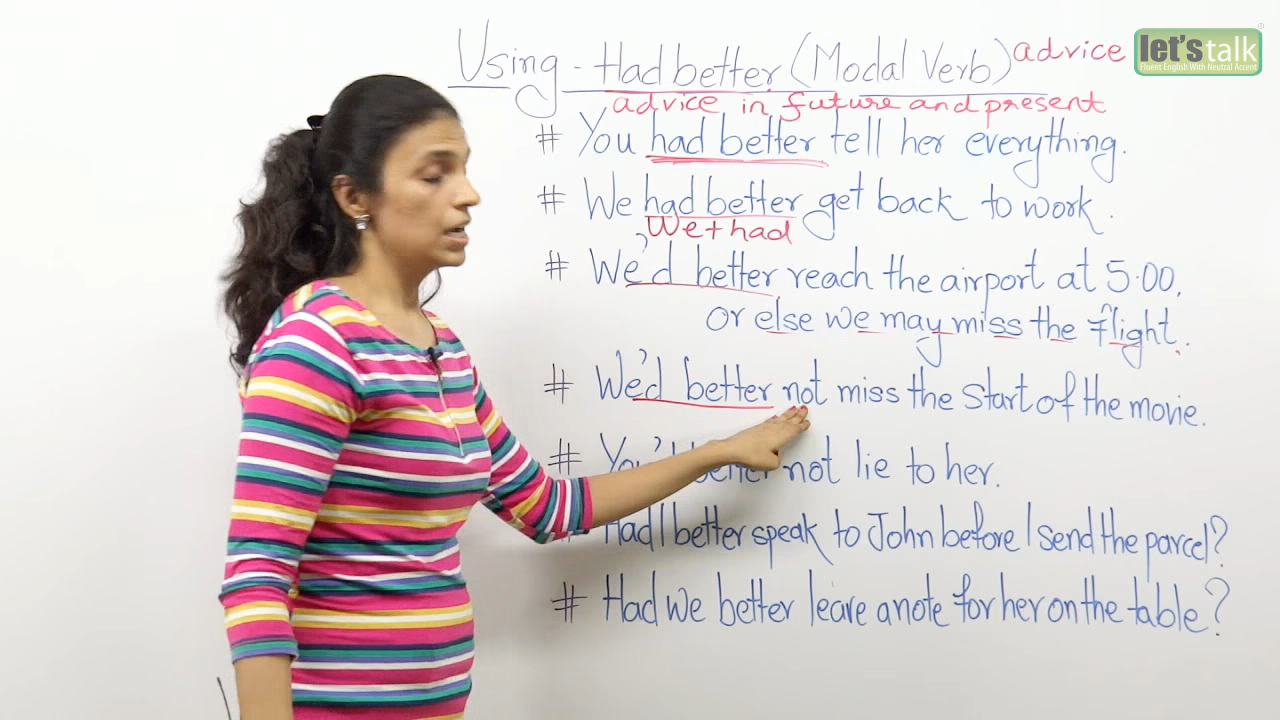 Using - Had better (Modal Verb) advice
advice in future and present
# You had better tell her everything.
# We had better get back to work.
We + had
# We'd better reach the airport at 5.00,
or else we may miss the flight.
# We'd better not miss the start of the movie.
# You'd better not lie to her.
# Had I better speak to John before I send the parcel?
# Had we better leave a note for her on the table?
let's talk
Fluent English With Neutral Accent